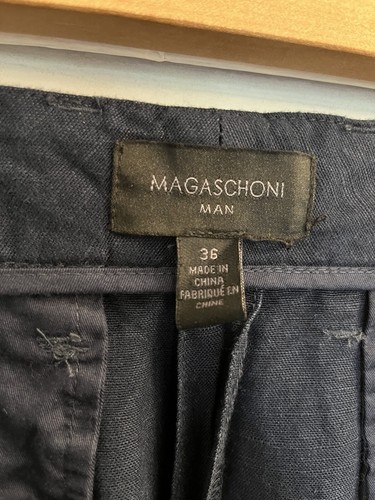 MAGASCHONI
MAN
36
MADE IN
CHINA
FABRIQUÉ EN
CHINE